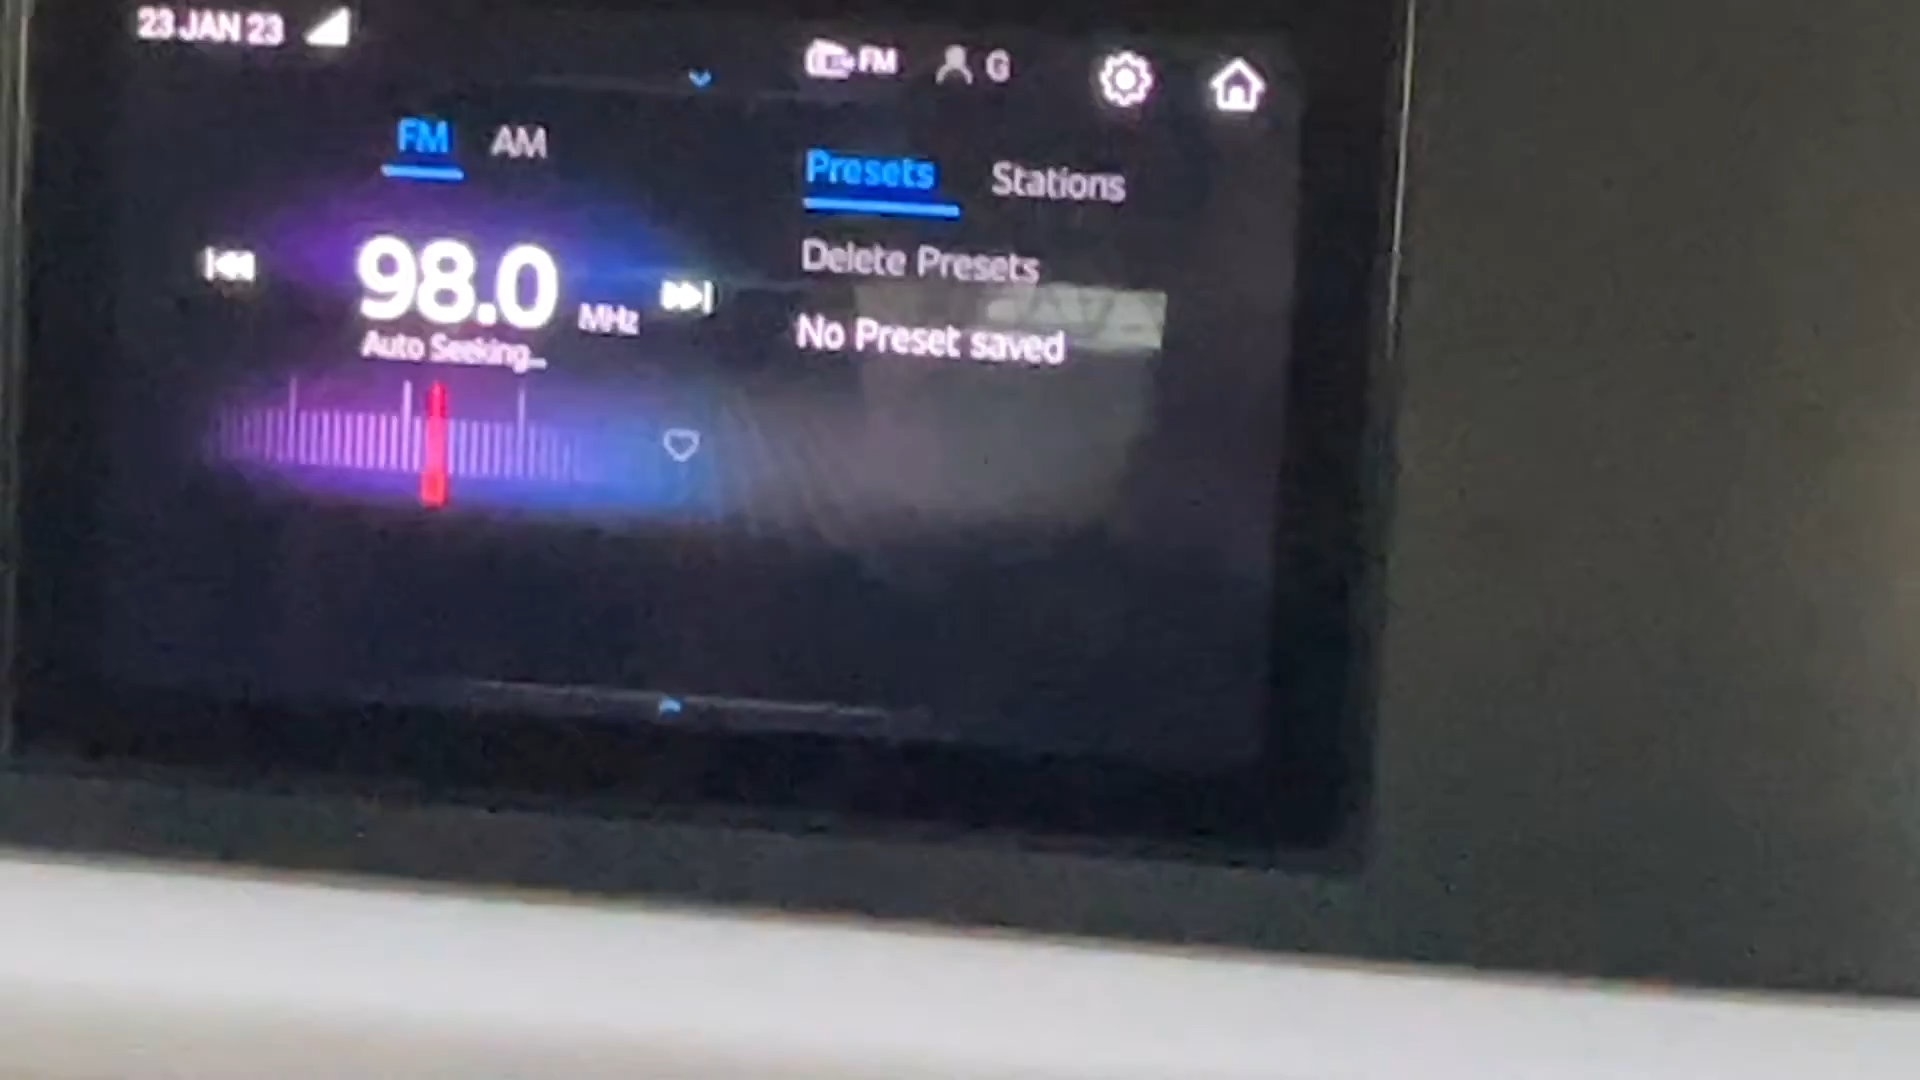 23 JAN 23
FM G
FM AM
98.0 MHz
Auto Seeking...
Presets Stations
Delete Presets
No Preset saved